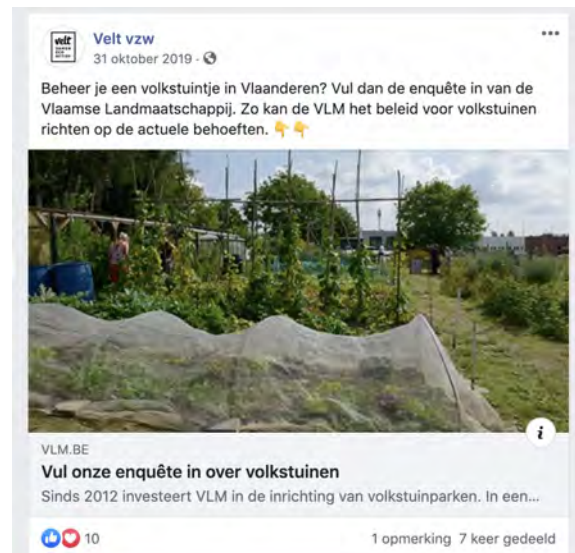 velt
Velt vzw
31 oktober 2019 ·
Beheer je een volkstuintje in Vlaanderen? Vul dan de enquête in van de
Vlaamse Landmaatschappij. Zo kan de VLM het beleid voor volkstuinen
richten op de actuele behoeften. 👇👇
i
VLM.BE
Vul onze enquête in over volkstuinen
Sinds 2012 investeert VLM in de inrichting van volkstuinparken. In een...
10
1 opmerking 7 keer gedeeld